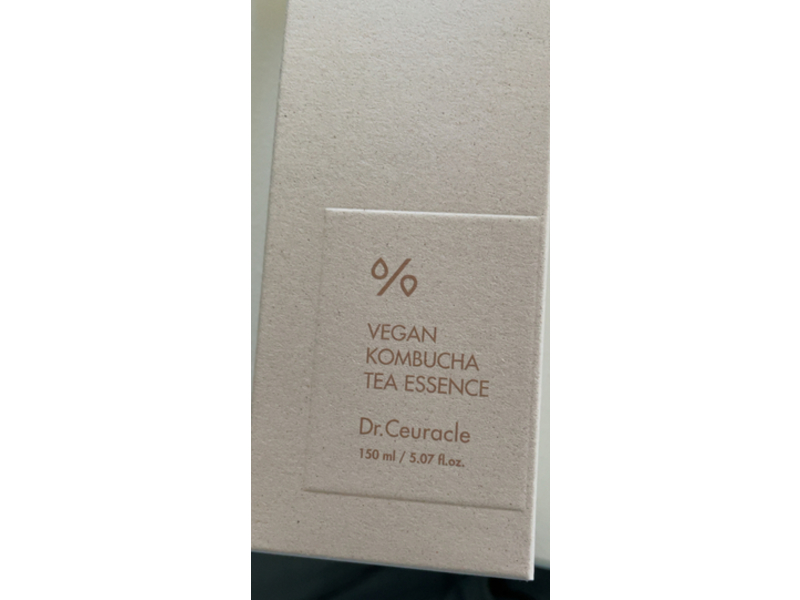 %
VEGAN
KOMBUCHA
TEA ESSENCE
Dr.Ceuracle
150 ml / 5.07 fl.oz.